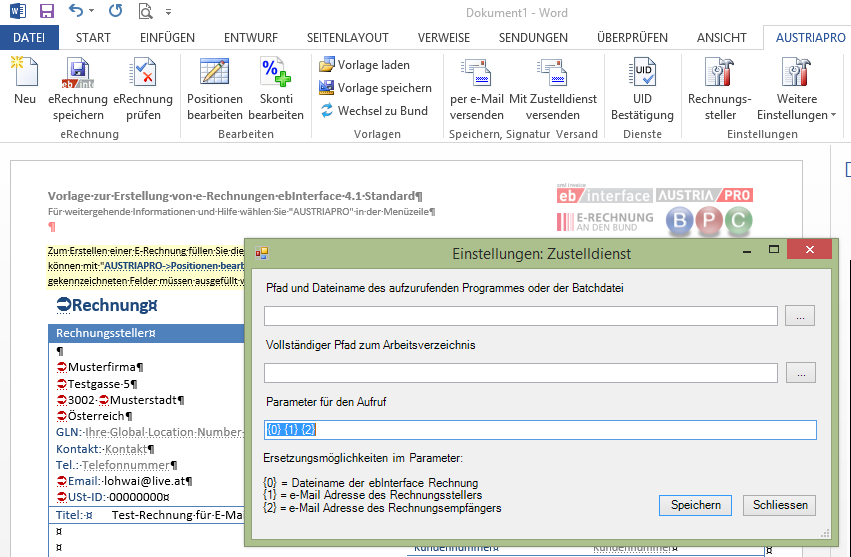 Dokument1 - Word
DATEI START EINFÜGEN ENTWURF SEITENLAYOUT VERWEISE SENDUNGEN ÜBERPRÜFEN ANSICHT AUSTRIAPRO
Neu
eRechnung speichern
eRechnung prüfen
eRechnung
Positionen bearbeiten
Skonti bearbeiten
Bearbeiten
Vorlage laden
Vorlage speichern
Wechsel zu Bund
Vorlagen
per e-Mail versenden
Mit Zustelldienst versenden
Speichern, Signatur Versand
UID Bestätigung
Dienste
Rechnungs-
steller
Weitere Einstellungen
Einstellungen
Vorlage·zur·Erstellung·von·e-Rechnungen·ebInterface·4.1·Standard¶
Für·weitergehende·Informationen·und·Hilfe·wählen·Sie·"AUSTRIAPRO"·in·der·Menüzeile¶
¶
eb/interface AUSTRIA/PRO
E-RECHNUNG
AN DEN BUND
B P C
Zum·Erstellen·einer·E-Rechnung·füllen·Sie·die
können·mit·"AUSTRIAPRO·->Positionen·beart
gekennzeichneten·Felder·müssen·ausgefüllt·v
Rechnung¤
Rechnungssteller¤
¶
Musterfirma¶
Testgasse·5¶
3002·Musterstadt¶
Österreich¶
GLN:·Ihre·Global·Location·Number·
Kontakt:·Kontakt¶
Tel.:·Telefonnummer¶
Email:·lohwai@live.at¶
USt-ID:·00000000¤
Titel:·¤ Test-Rechnung·für·E-Ma
¤
¤
Kundennummer¤ Kundennummer¤
Einstellungen: Zustelldienst
Pfad und Dateiname des aufzurufenden Programmes oder der Batchdatei
...
Vollständiger Pfad zum Arbeitsverzeichnis
...
Parameter für den Aufruf
{0} {1} {2}
Ersetzungsmöglichkeiten im Parameter:
{0} = Dateiname der ebInterface Rechnung
{1} = e-Mail Adresse des Rechnungsstellers
{2} = e-Mail Adresse des Rechnungsempfängers
Speichern Schliessen